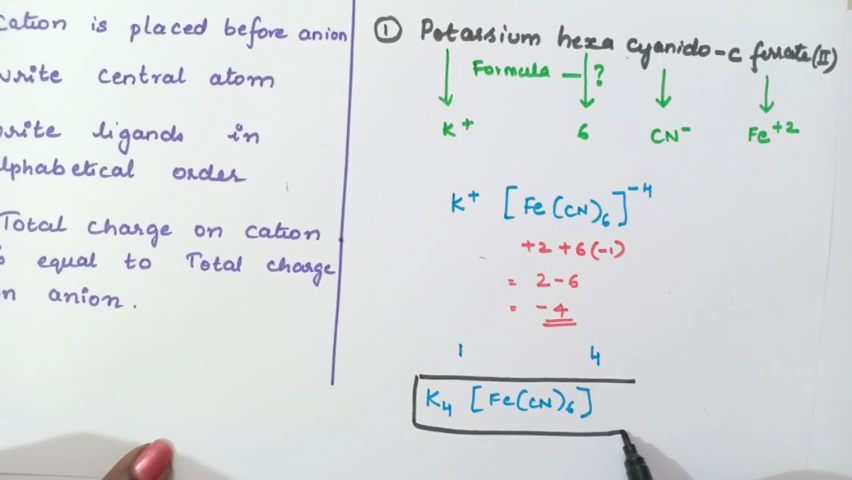 Cation is placed before anion
write central atom
write ligands in
alphabetical order
Total charge on cation
is equal to Total charge
on anion.
① Potassium hexa cyanido-c ferrate(II)
Formula — ?
K+ 6 CN- Fe+2
K+ [Fe(CN)6]-4
+2 +6(-1)
= 2-6
= -4
1 4
K4 [Fe(CN)6]